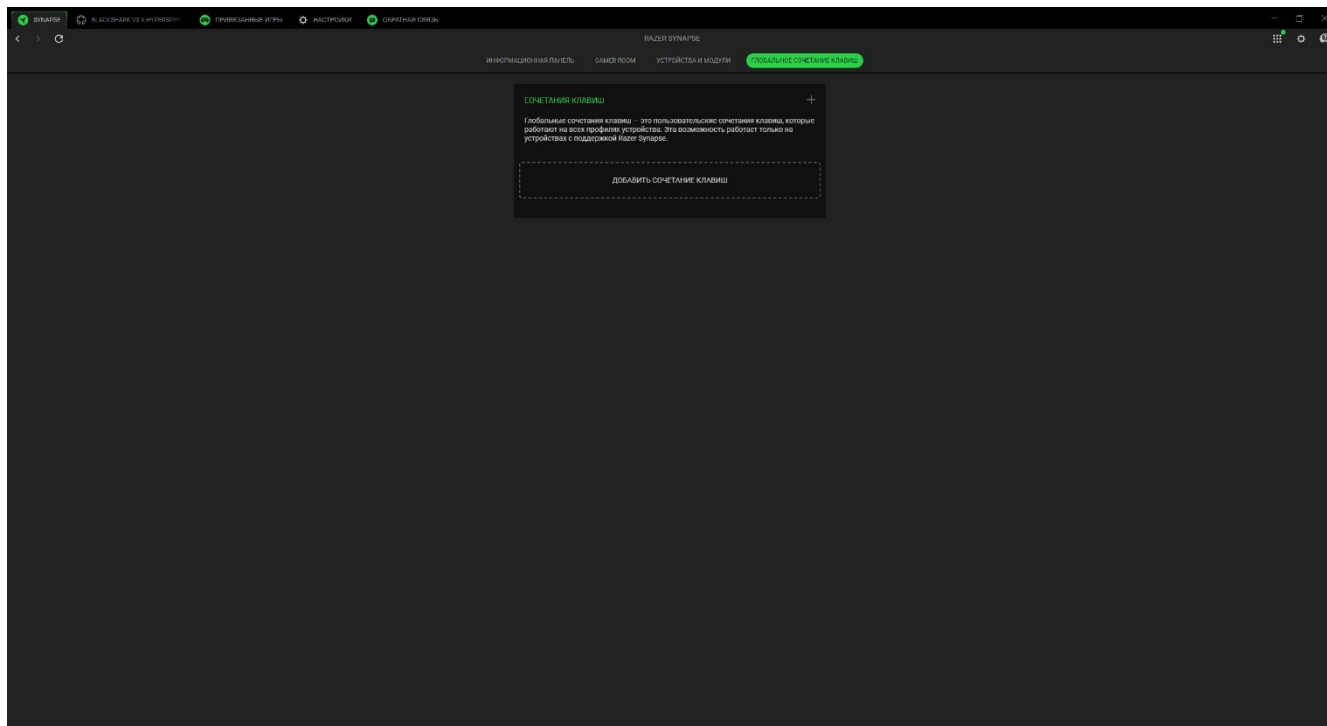 SYNAPSE
BLACKSHARK V3 X HYPERSPE
ПРИВЯЗАННЫЕ ИГРЫ
НАСТРОЙКИ
ОБРАТНАЯ СВЯЗЬ
RAZER SYNAPSE
ИНФОРМАЦИОННАЯ ПАНЕЛЬ
GAMER ROOM
УСТРОЙСТВА И МОДУЛИ
ГЛОБАЛЬНОЕ СОЧЕТАНИЕ КЛАВИШ
СОЧЕТАНИЯ КЛАВИШ
Глобальные сочетания клавиш — это пользовательские сочетания клавиш, которые
работают на всех профилях устройства. Эта возможность работает только на
устройствах с поддержкой Razer Synapse.
ДОБАВИТЬ СОЧЕТАНИЕ КЛАВИШ